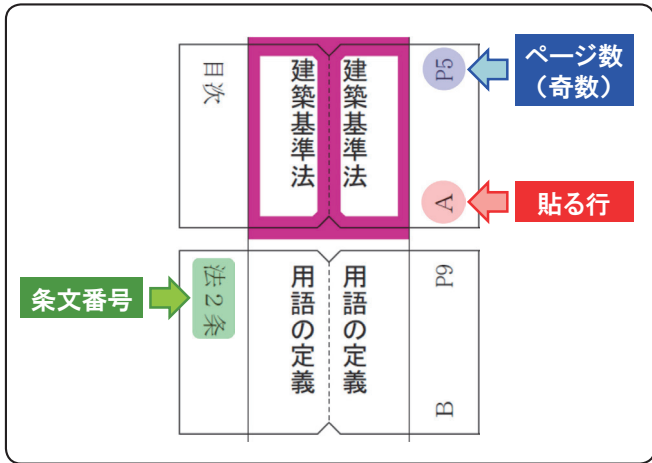 目次
建築基準法
建築基準法
P5
A
ページ数
（奇数）
貼る行
条文番号
法2条
用語の定義
用語の定義
P9
B